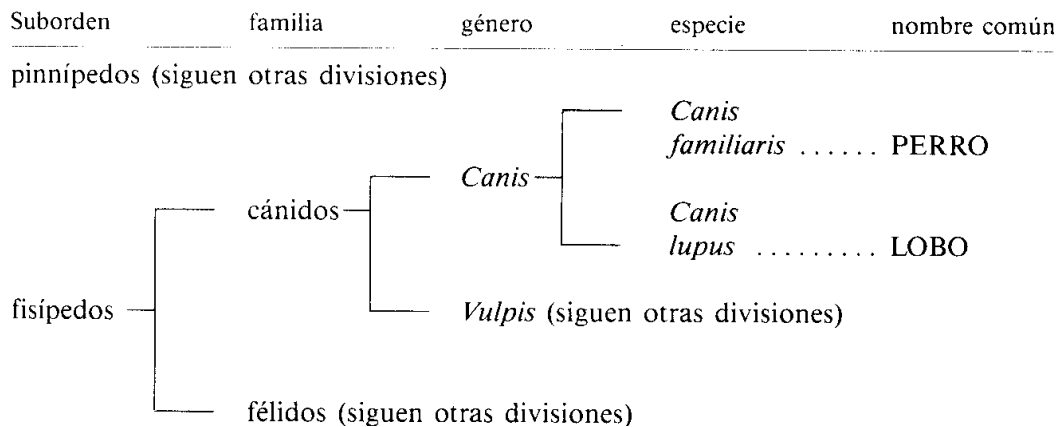 Suborden familia género especie nombre común
pinnípedos (siguen otras divisiones)
Canis
familiaris ...... PERRO
Canis
cánidos
Canis
lupus ......... LOBO
fisípedos
Vulpis (siguen otras divisiones)
félidos (siguen otras divisiones)